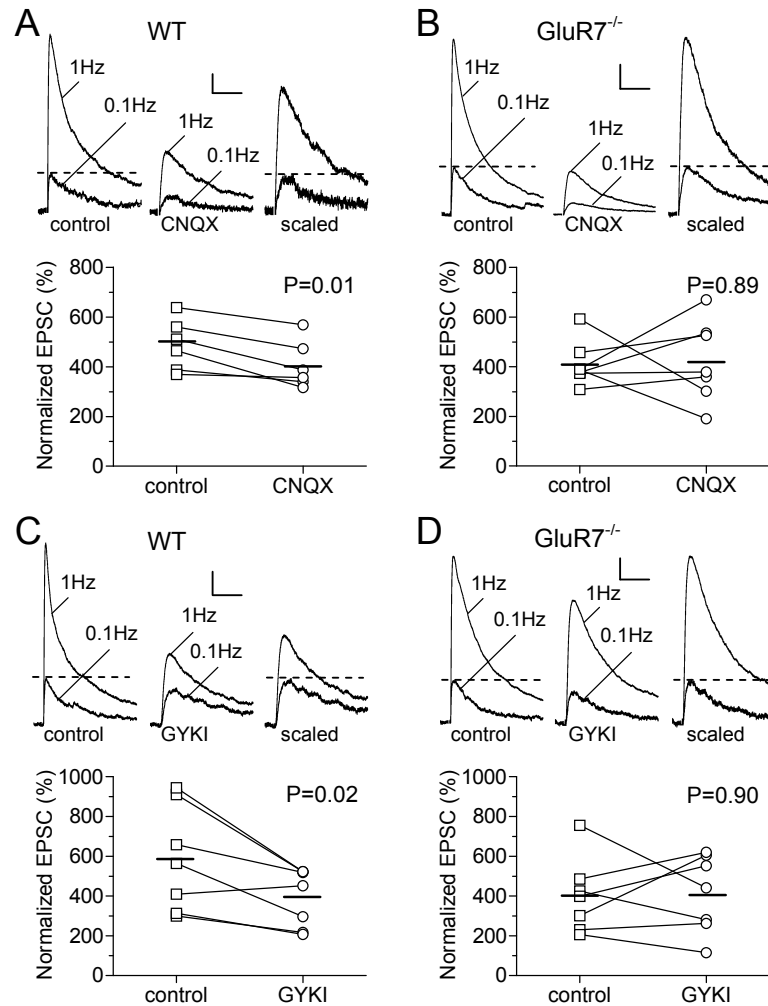 A WT
1Hz
0.1Hz
1Hz
0.1Hz
control CNQX scaled
Normalized EPSC (%)
800
600
400
200
0
P=0.01
control CNQX
B GluR7-/-
1Hz
0.1Hz
1Hz
0.1Hz
control CNQX scaled
Normalized EPSC (%)
800
600
400
200
0
P=0.89
control CNQX
C WT
1Hz
0.1Hz
1Hz
0.1Hz
control GYKI scaled
Normalized EPSC (%)
1000
800
600
400
200
0
P=0.02
control GYKI
D GluR7-/-
1Hz
0.1Hz
1Hz
0.1Hz
control GYKI scaled
Normalized EPSC (%)
1000
800
600
400
200
0
P=0.90
control GYKI